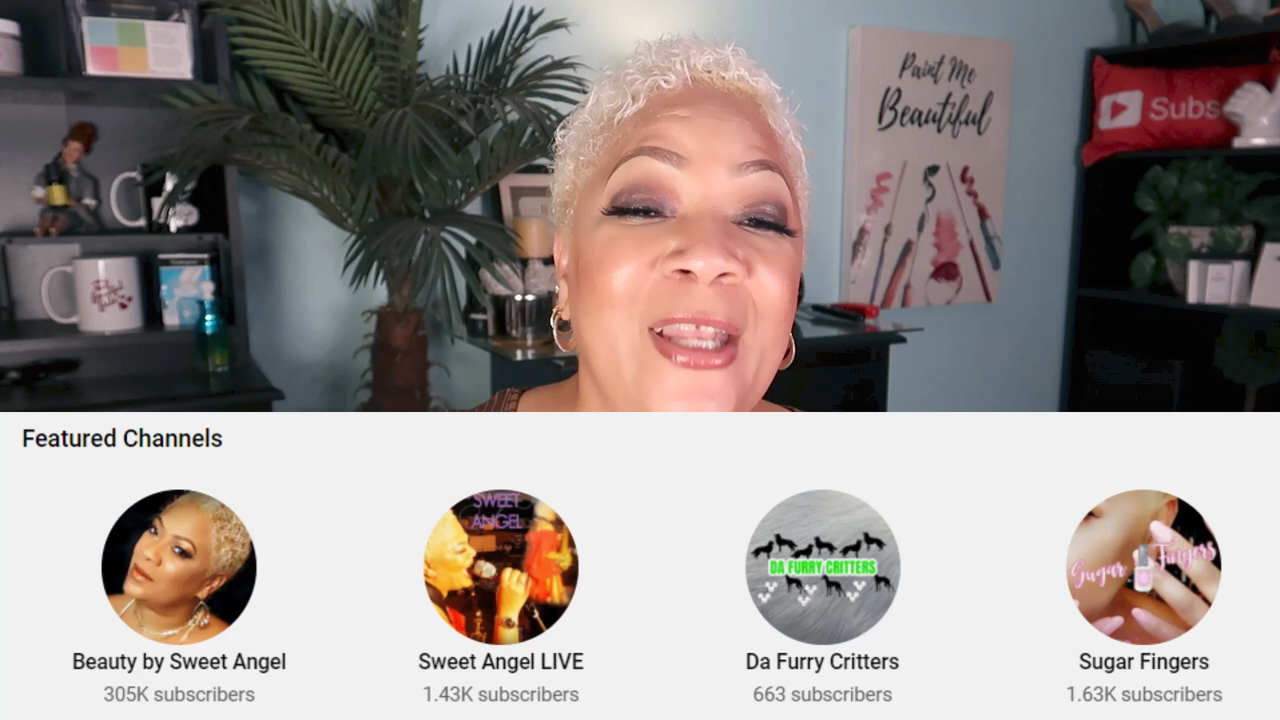 Paint Me
Beautiful
Subs
Featured Channels
SWEET
ANGEL
DA FURRY CRITTERS
Sugar Fingers
Beauty by Sweet Angel
Sweet Angel LIVE
Da Furry Critters
Sugar Fingers
305K subscribers
1.43K subscribers
663 subscribers
1.63K subscribers